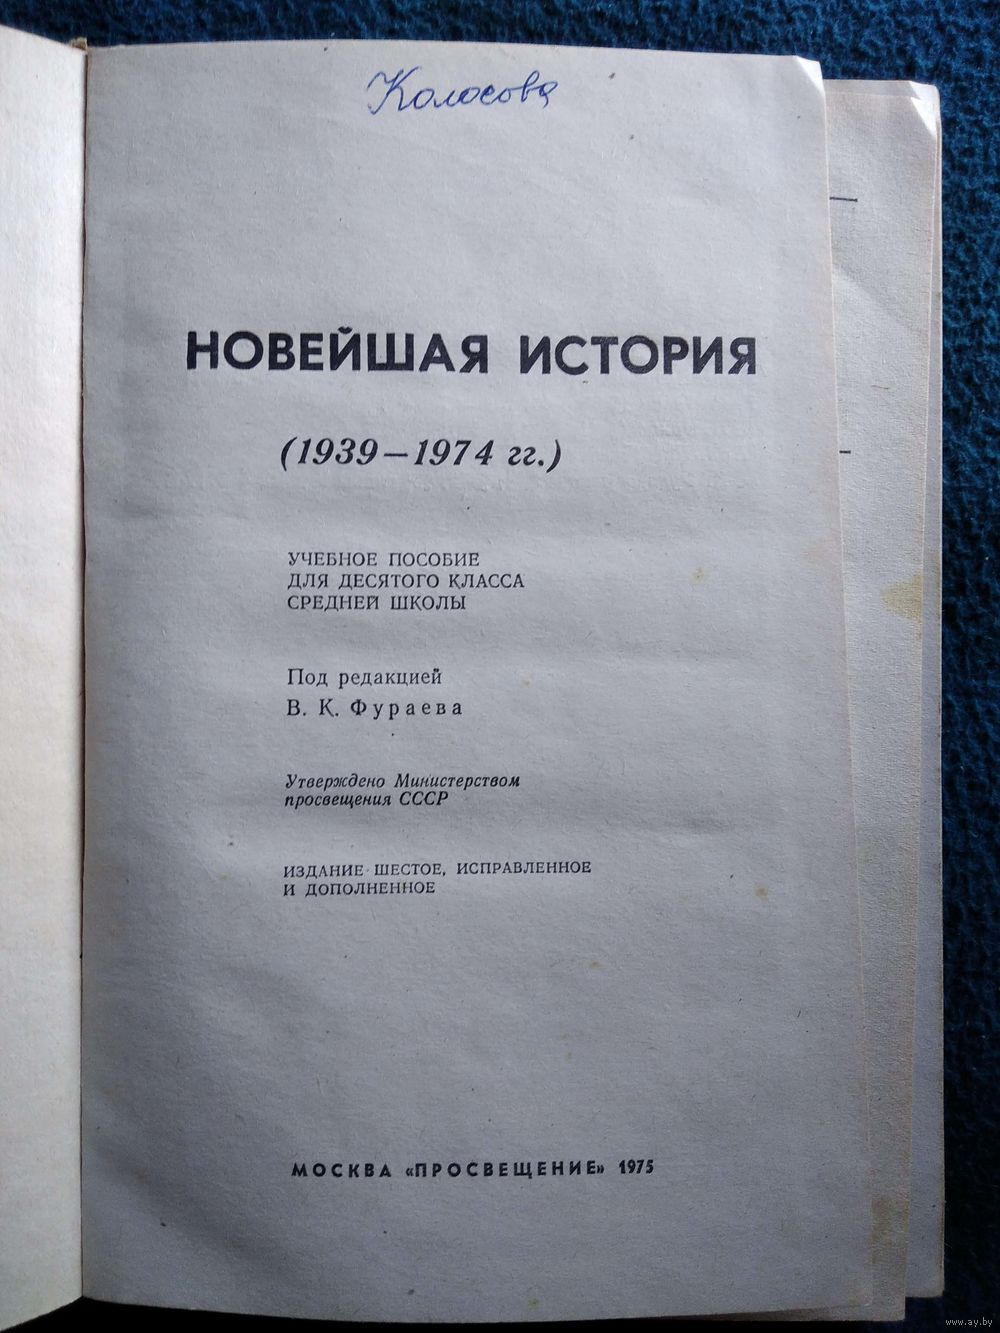 Колосова
НОВЕЙШАЯ ИСТОРИЯ
(1939—1974 гг.)
УЧЕБНОЕ ПОСОБИЕ
ДЛЯ ДЕСЯТОГО КЛАССА
СРЕДНЕЙ ШКОЛЫ
Под редакцией
В. К. Фураева
Утверждено Министерством
просвещения СССР
ИЗДАНИЕ ШЕСТОЕ, ИСПРАВЛЕННОЕ
И ДОПОЛНЕННОЕ
МОСКВА «ПРОСВЕЩЕНИЕ» 1975
www.ay.by